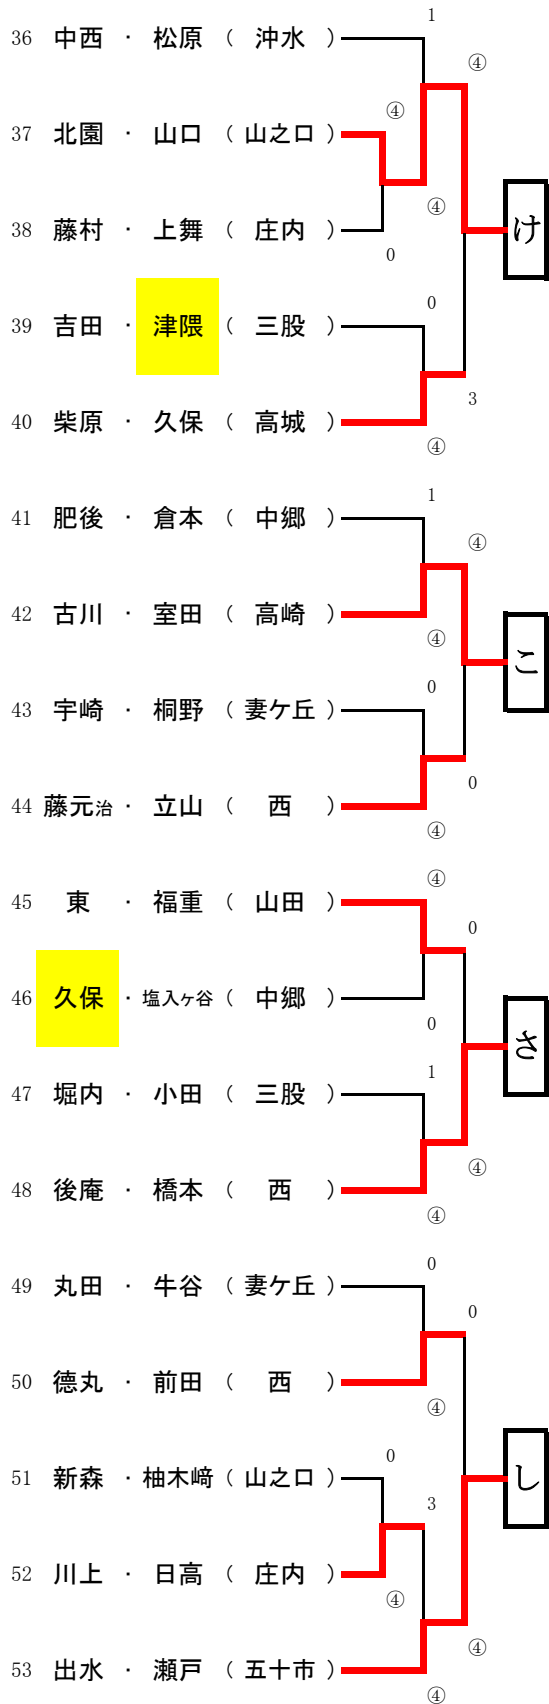 1
36 中西 ・ 松原 （ 沖水 ）
④
④
37 北園 ・ 山口 （ 山之口 ）
④
38 藤村 ・ 上舞 （ 庄内 ）
け
0
0
39 吉田 ・ 津隈 （ 三股 ）
3
40 柴原 ・ 久保 （ 高城 ）
④
1
41 肥後 ・ 倉本 （ 中郷 ）
④
42 古川 ・ 室田 （ 高崎 ）
④
こ
0
43 宇崎 ・ 桐野 （ 妻ケ丘 ）
0
44 藤元治 ・ 立山 （ 西 ）
④
④
45 東 ・ 福重 （ 山田 ）
0
46 久保 ・ 塩入ヶ谷 （ 中郷 ）
0
さ
1
47 堀内 ・ 小田 （ 三股 ）
④
48 後庵 ・ 橋本 （ 西 ）
④
0
49 丸田 ・ 牛谷 （ 妻ケ丘 ）
0
50 德丸 ・ 前田 （ 西 ）
④
0
51 新森 ・ 柚木﨑 （ 山之口 ）
し
3
52 川上 ・ 日高 （ 庄内 ）
④
④
53 出水 ・ 瀬戸 （ 五十市 ）
④